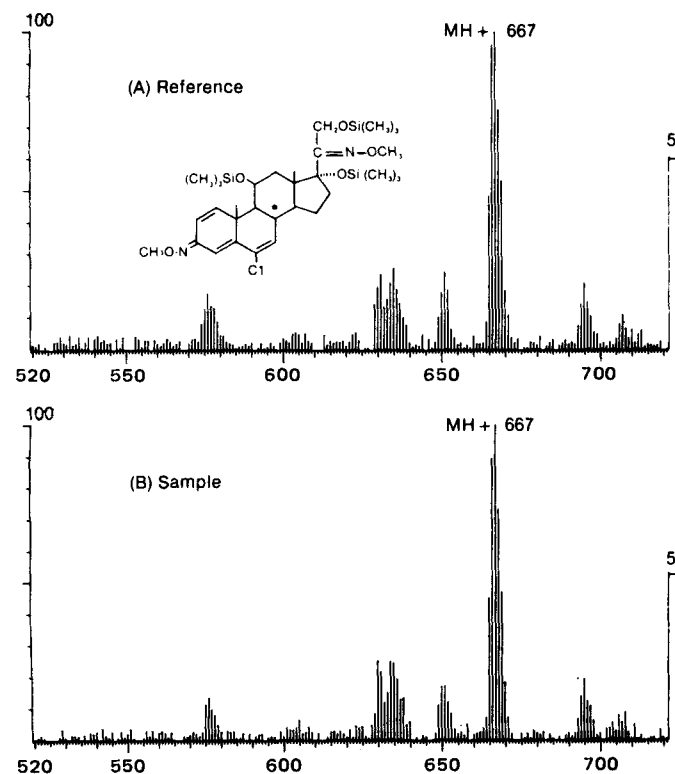 100
MH + 667
(A) Reference
CH₂OSi(CH₃)₃
C=N–OCH₃
(CH₃)₃SiO
OSi (CH₃)₃
CH₃O·N
C1
5
520 550 600 650 700
100
MH + 667
(B) Sample
5
520 550 600 650 700